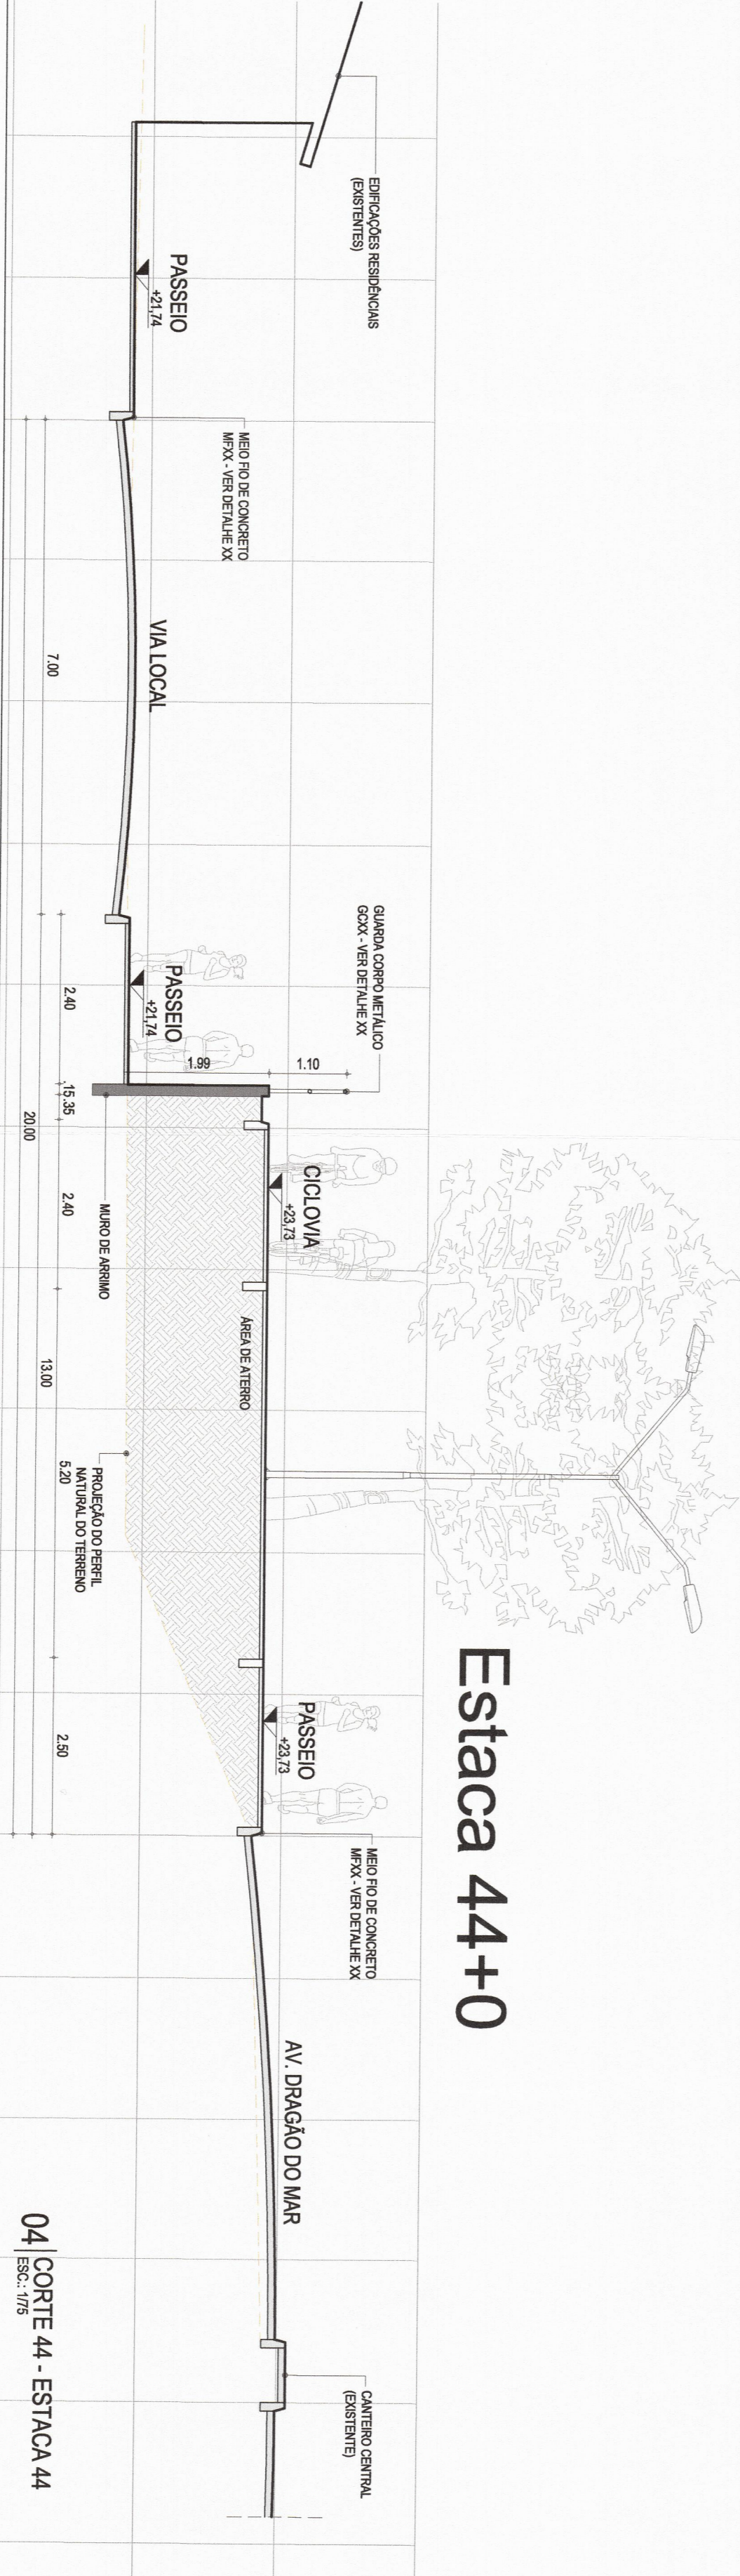 EDIFICAÇÕES RESIDÊNCIAIS
(EXISTENTES)
PASSEIO
+21,74
MEIO FIO DE CONCRETO
MFXX - VER DETALHE XX
VIA LOCAL
7.00
GUARDA CORPO METÁLICO
GCXX - VER DETALHE XX
PASSEIO
+21,74
2.40
1.99
1.10
.15
.35
20.00
MURO DE ARRIMO
CICLOVIA
+23,73
2.40
ÁREA DE ATERRO
13.00
5.20
PROJEÇÃO DO PERFIL
NATURAL DO TERRENO
Estaca 44+0
PASSEIO
+23,73
2.50
MEIO FIO DE CONCRETO
MFXX - VER DETALHE XX
AV. DRAGÃO DO MAR
CANTEIRO CENTRAL
(EXISTENTE)
04 CORTE 44 - ESTACA 44
ESC.: 1/75